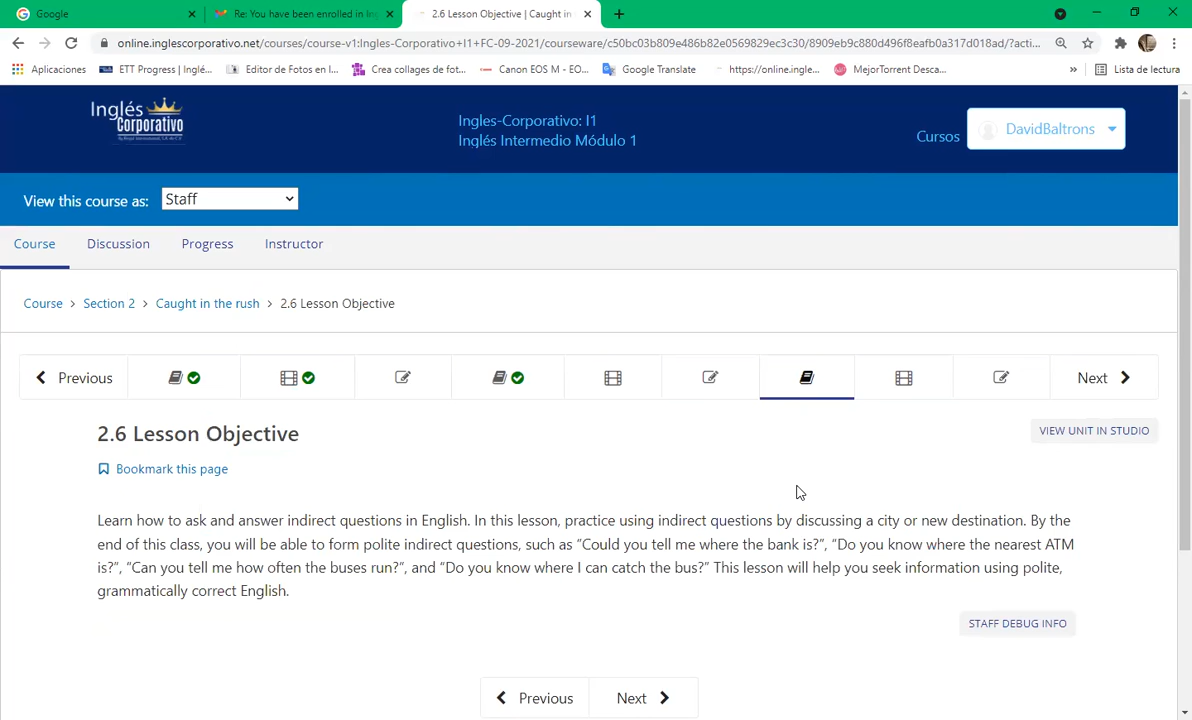 Google
Re: You have been enrolled in In
2.6 Lesson Objective | Caught in
online.inglescorporativo.net/courses/course-v1:Ingles-Corporativo+I1+FC-09-2021/courseware/c50bc03b809e486b82e0569829ec3c30/8909eb9c880d496f8eafb0a317d018ad/?acti...
Aplicaciones
ETT Progress | Inglé...
Editor de Fotos en l...
Crea collages de fot...
Canon EOS M - EO...
Google Translate
https://online.ingle...
MejorTorrent Desca...
»
Lista de lectura
Inglés
Corporativo
Ingles-Corporativo: I1
Inglés Intermedio Módulo 1
Cursos
DavidBaltrons
View this course as:
Staff
Course
Discussion
Progress
Instructor
Course > Section 2 > Caught in the rush > 2.6 Lesson Objective
Previous
Next
2.6 Lesson Objective
VIEW UNIT IN STUDIO
Bookmark this page
Learn how to ask and answer indirect questions in English. In this lesson, practice using indirect questions by discussing a city or new destination. By the
end of this class, you will be able to form polite indirect questions, such as “Could you tell me where the bank is?”, “Do you know where the nearest ATM
is?”, “Can you tell me how often the buses run?”, and “Do you know where I can catch the bus?” This lesson will help you seek information using polite,
grammatically correct English.
STAFF DEBUG INFO
Previous
Next